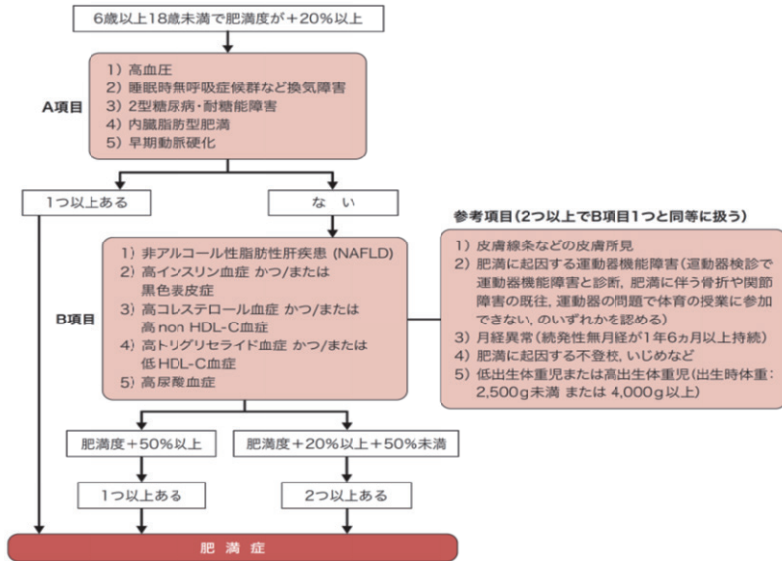 6歳以上18歳未満で肥満度が+20%以上
A項目
1) 高血圧
2) 睡眠時無呼吸症候群など換気障害
3) 2型糖尿病・耐糖能障害
4) 内臓脂肪型肥満
5) 早期動脈硬化
1つ以上ある
な い
B項目
1) 非アルコール性脂肪性肝疾患 (NAFLD)
2) 高インスリン血症 かつ/または
黒色表皮症
3) 高コレステロール血症 かつ/または
高 non HDL-C血症
4) 高トリグリセライド血症 かつ/または
低 HDL-C血症
5) 高尿酸血症
参考項目(2つ以上でB項目1つと同等に扱う)
1) 皮膚線条などの皮膚所見
2) 肥満に起因する運動器機能障害(運動器検診で
運動器機能障害と診断, 肥満に伴う骨折や関節
障害の既往, 運動器の問題で体育の授業に参加
できない, のいずれかを認める)
3) 月経異常(続発性無月経が1年6ヵ月以上持続)
4) 肥満に起因する不登校, いじめなど
5) 低出生体重児または高出生体重児(出生時体重:
2,500g未満 または 4,000g以上)
肥満度+50%以上
肥満度+20%以上+50%未満
1つ以上ある
2つ以上ある
肥 満 症